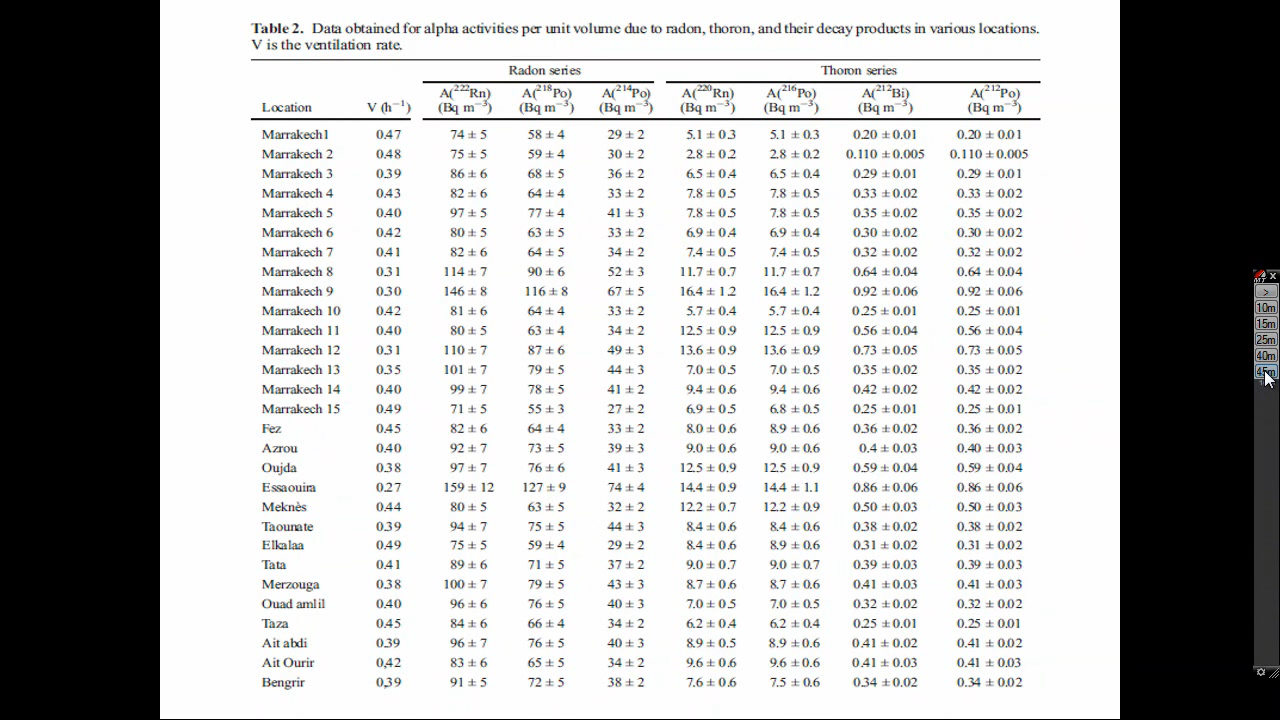 Table 2. Data obtained for alpha activities per unit volume due to radon, thoron, and their decay products in various locations.
V is the ventilation rate.
Radon series Thoron series
A(²²²Rn) A(²¹⁸Po) A(²¹⁴Po) A(²²⁰Rn) A(²¹⁶Po) A(²¹²Bi) A(²¹²Po)
Location V (h⁻¹) (Bq m⁻³) (Bq m⁻³) (Bq m⁻³) (Bq m⁻³) (Bq m⁻³) (Bq m⁻³) (Bq m⁻³)
Marrakech1 0.47 74 ± 5 58 ± 4 29 ± 2 5.1 ± 0.3 5.1 ± 0.3 0.20 ± 0.01 0.20 ± 0.01
Marrakech 2 0.48 75 ± 5 59 ± 4 30 ± 2 2.8 ± 0.2 2.8 ± 0.2 0.110 ± 0.005 0.110 ± 0.005
Marrakech 3 0.39 86 ± 6 68 ± 5 36 ± 2 6.5 ± 0.4 6.5 ± 0.4 0.29 ± 0.01 0.29 ± 0.01
Marrakech 4 0.43 82 ± 6 64 ± 4 33 ± 2 7.8 ± 0.5 7.8 ± 0.5 0.33 ± 0.02 0.33 ± 0.02
Marrakech 5 0.40 97 ± 5 77 ± 4 41 ± 3 7.8 ± 0.5 7.8 ± 0.5 0.35 ± 0.02 0.35 ± 0.02
Marrakech 6 0.42 80 ± 5 63 ± 5 33 ± 2 6.9 ± 0.4 6.9 ± 0.4 0.30 ± 0.02 0.30 ± 0.02
Marrakech 7 0.41 82 ± 6 64 ± 5 34 ± 2 7.4 ± 0.5 7.4 ± 0.5 0.32 ± 0.02 0.32 ± 0.02
Marrakech 8 0.31 114 ± 7 90 ± 6 52 ± 3 11.7 ± 0.7 11.7 ± 0.7 0.64 ± 0.04 0.64 ± 0.04
Marrakech 9 0.30 146 ± 8 116 ± 8 67 ± 5 16.4 ± 1.2 16.4 ± 1.2 0.92 ± 0.06 0.92 ± 0.06
Marrakech 10 0.42 81 ± 6 64 ± 4 33 ± 2 5.7 ± 0.4 5.7 ± 0.4 0.25 ± 0.01 0.25 ± 0.01
Marrakech 11 0.40 80 ± 5 63 ± 4 34 ± 2 12.5 ± 0.9 12.5 ± 0.9 0.56 ± 0.04 0.56 ± 0.04
Marrakech 12 0.31 110 ± 7 87 ± 6 49 ± 3 13.6 ± 0.9 13.6 ± 0.9 0.73 ± 0.05 0.73 ± 0.05
Marrakech 13 0.35 101 ± 7 79 ± 5 44 ± 3 7.0 ± 0.5 7.0 ± 0.5 0.35 ± 0.02 0.35 ± 0.02
Marrakech 14 0.40 99 ± 7 78 ± 5 41 ± 2 9.4 ± 0.6 9.4 ± 0.6 0.42 ± 0.02 0.42 ± 0.02
Marrakech 15 0.49 71 ± 5 55 ± 3 27 ± 2 6.9 ± 0.5 6.8 ± 0.5 0.25 ± 0.01 0.25 ± 0.01
Fez 0.45 82 ± 6 64 ± 4 33 ± 2 8.0 ± 0.6 8.9 ± 0.6 0.36 ± 0.02 0.36 ± 0.02
Azrou 0.40 92 ± 7 73 ± 5 39 ± 3 9.0 ± 0.6 9.0 ± 0.6 0.4 ± 0.03 0.40 ± 0.03
Oujda 0.38 97 ± 7 76 ± 6 41 ± 3 12.5 ± 0.9 12.5 ± 0.9 0.59 ± 0.04 0.59 ± 0.04
Essaouira 0.27 159 ± 12 127 ± 9 74 ± 4 14.4 ± 0.9 14.4 ± 1.1 0.86 ± 0.06 0.86 ± 0.06
Meknès 0.44 80 ± 5 63 ± 5 32 ± 2 12.2 ± 0.7 12.2 ± 0.9 0.50 ± 0.03 0.50 ± 0.03
Taounate 0.39 94 ± 7 75 ± 5 44 ± 3 8.4 ± 0.6 8.4 ± 0.6 0.38 ± 0.02 0.38 ± 0.02
Elkalaa 0.49 75 ± 5 59 ± 4 29 ± 2 8.4 ± 0.6 8.9 ± 0.6 0.31 ± 0.02 0.31 ± 0.02
Tata 0.41 89 ± 6 71 ± 5 37 ± 2 9.0 ± 0.7 9.0 ± 0.7 0.39 ± 0.03 0.39 ± 0.03
Merzouga 0.38 100 ± 7 79 ± 5 43 ± 3 8.7 ± 0.6 8.7 ± 0.6 0.41 ± 0.03 0.41 ± 0.03
Ouad amlil 0.40 96 ± 6 76 ± 5 40 ± 3 7.0 ± 0.5 7.0 ± 0.5 0.32 ± 0.02 0.32 ± 0.02
Taza 0.45 84 ± 6 66 ± 4 34 ± 2 6.2 ± 0.4 6.2 ± 0.4 0.25 ± 0.01 0.25 ± 0.01
Ait abdi 0.39 96 ± 7 76 ± 5 40 ± 3 8.9 ± 0.5 8.9 ± 0.6 0.41 ± 0.02 0.41 ± 0.02
Ait Ourir 0,42 83 ± 6 65 ± 5 34 ± 2 9.6 ± 0.6 9.6 ± 0.6 0.41 ± 0.03 0.41 ± 0.03
Bengrir 0,39 91 ± 5 72 ± 5 38 ± 2 7.6 ± 0.6 7.5 ± 0.6 0.34 ± 0.02 0.34 ± 0.02
>
10m
15m
25m
40m
45m